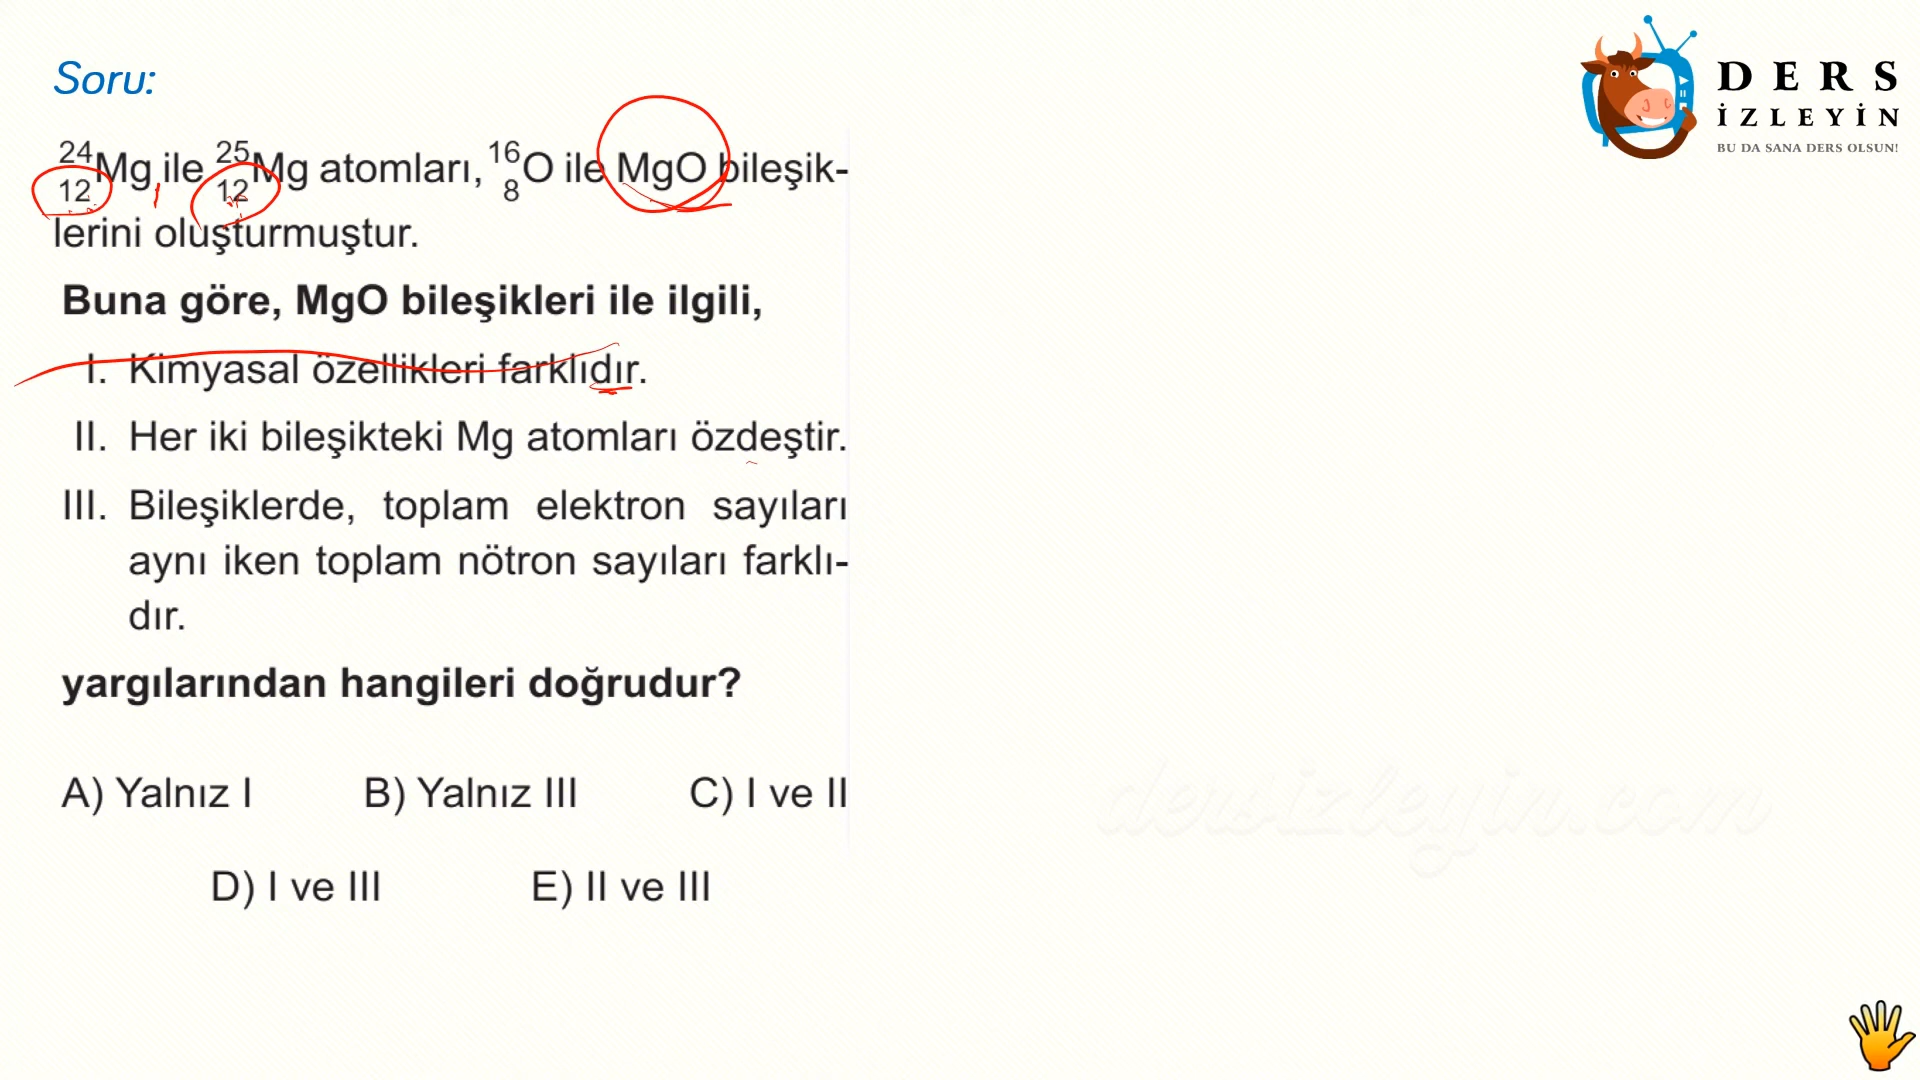 Soru:
²⁴₁₂Mg ile ²⁵₁₂Mg atomları, ¹⁶₈O ile MgO bileşik-
lerini oluşturmuştur.
Buna göre, MgO bileşikleri ile ilgili,
I. Kimyasal özellikleri farklıdır.
II. Her iki bileşikteki Mg atomları özdeştir.
III. Bileşiklerde, toplam elektron sayıları
aynı iken toplam nötron sayıları farklı-
dır.
yargılarından hangileri doğrudur?
A) Yalnız I B) Yalnız III C) I ve II
D) I ve III E) II ve III
DERS
İZLEYİN
BU DA SANA DERS OLSUN!
dersizleyin.com